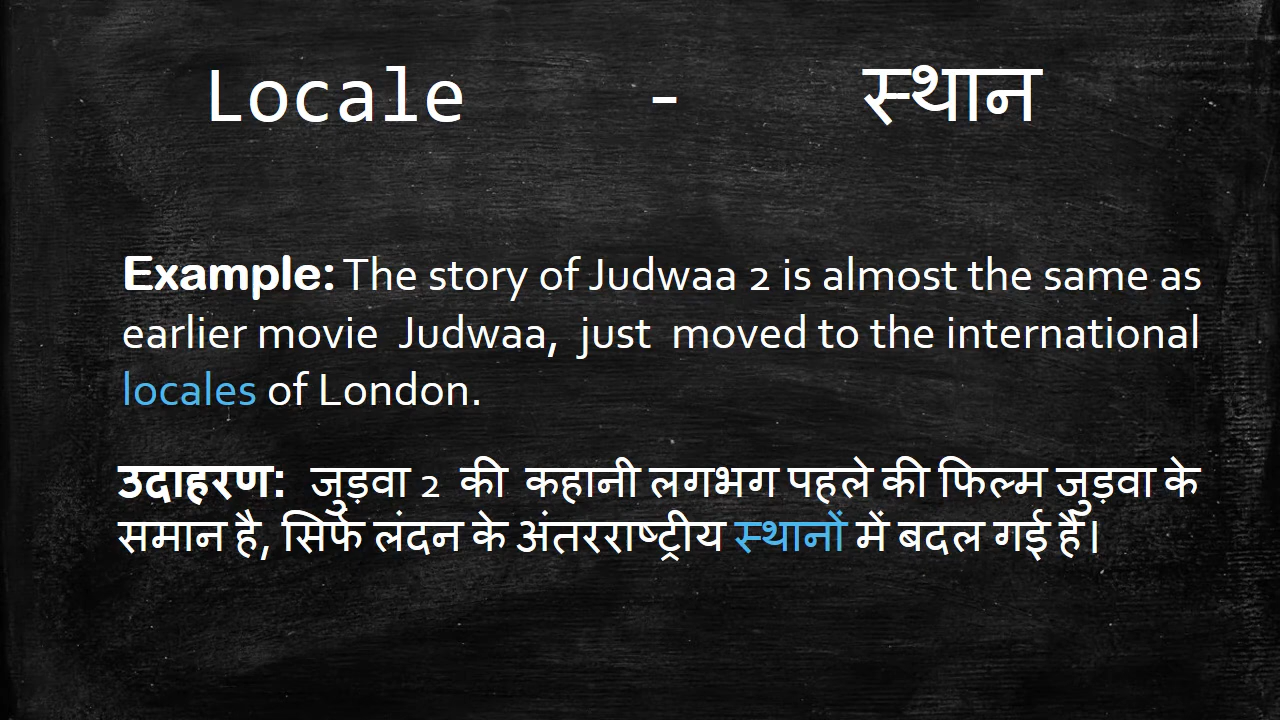 Locale - स्थान
Example: The story of Judwaa 2 is almost the same as
earlier movie Judwaa, just moved to the international
locales of London.
उदाहरण: जुड़वा 2 की कहानी लगभग पहले की फिल्म जुड़वा के
समान है, सिर्फ लंदन के अंतरराष्ट्रीय स्थानों में बदल गई है।